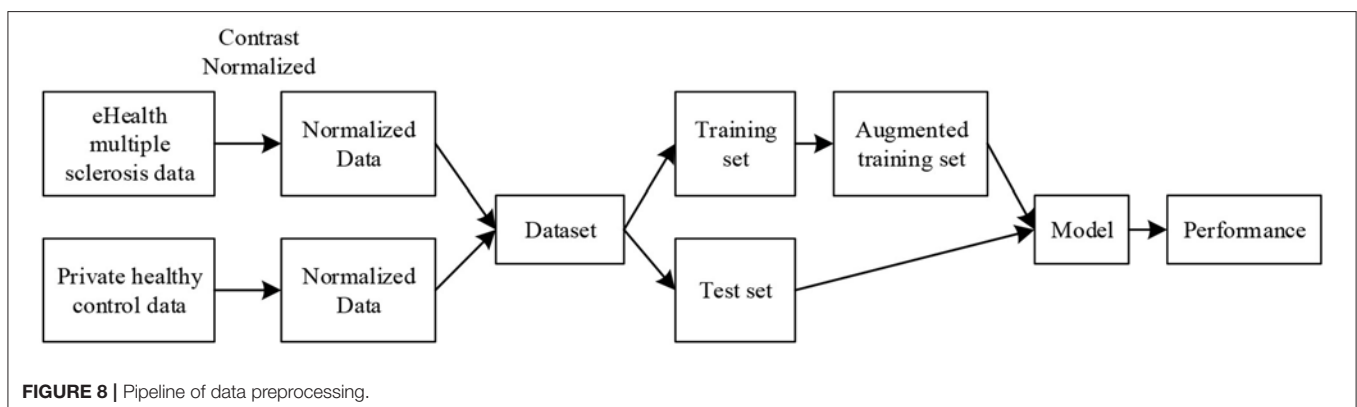 Contrast
Normalized
eHealth
multiple
sclerosis data
Normalized
Data
Private healthy
control data
Normalized
Data
Dataset
Training
set
Augmented
training set
Test set
Model
Performance
FIGURE 8 | Pipeline of data preprocessing.